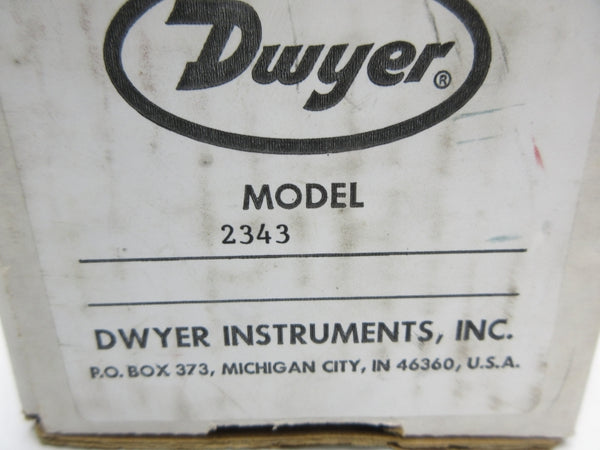 Dwyer®
MODEL
2343
DWYER INSTRUMENTS, INC.
P.O. BOX 373, MICHIGAN CITY, IN 46360, U.S.A.